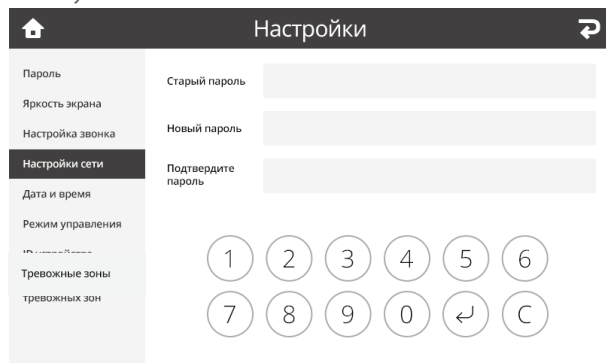 Настройки
Пароль
Яркость экрана
Настройка звонка
Настройки сети
Дата и время
Режим управления
Тревожные зоны
тревожных зон
Старый пароль
Новый пароль
Подтвердите
пароль
1 2 3 4 5 6
7 8 9 0 C